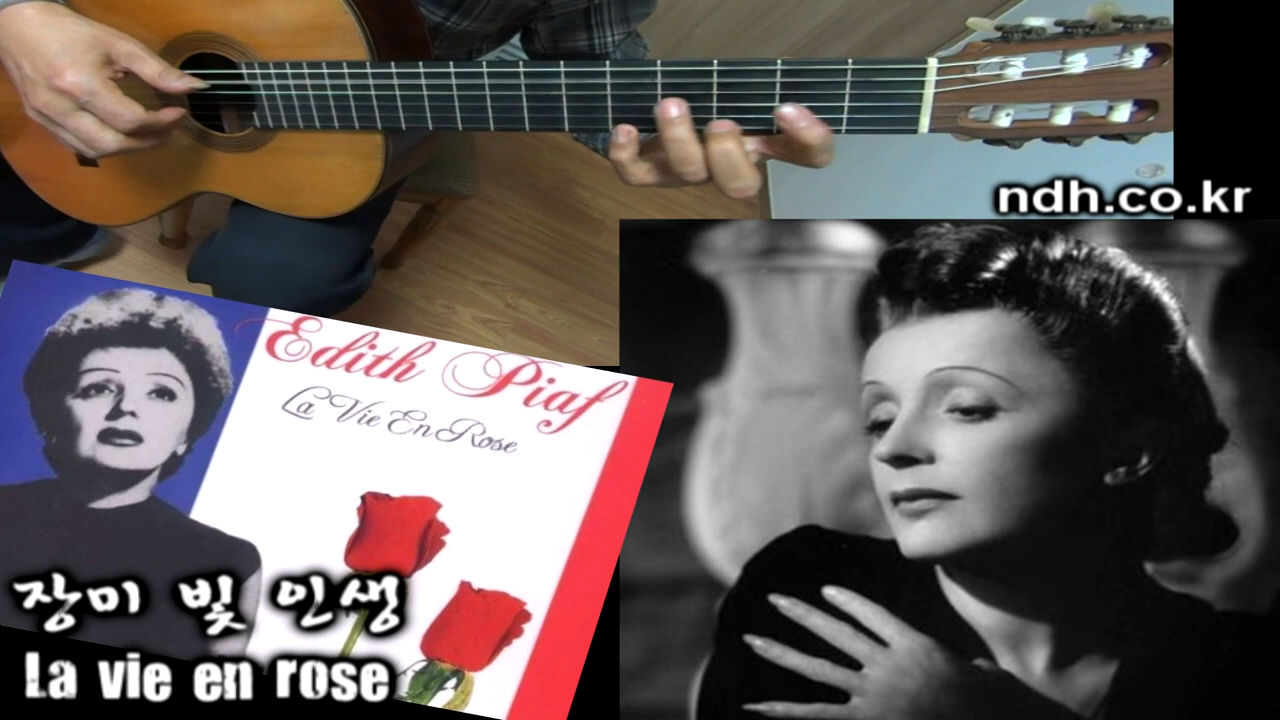 ndh.co.kr
Edith Piaf
La Vie En Rose
장미 빛 인생
La vie en rose